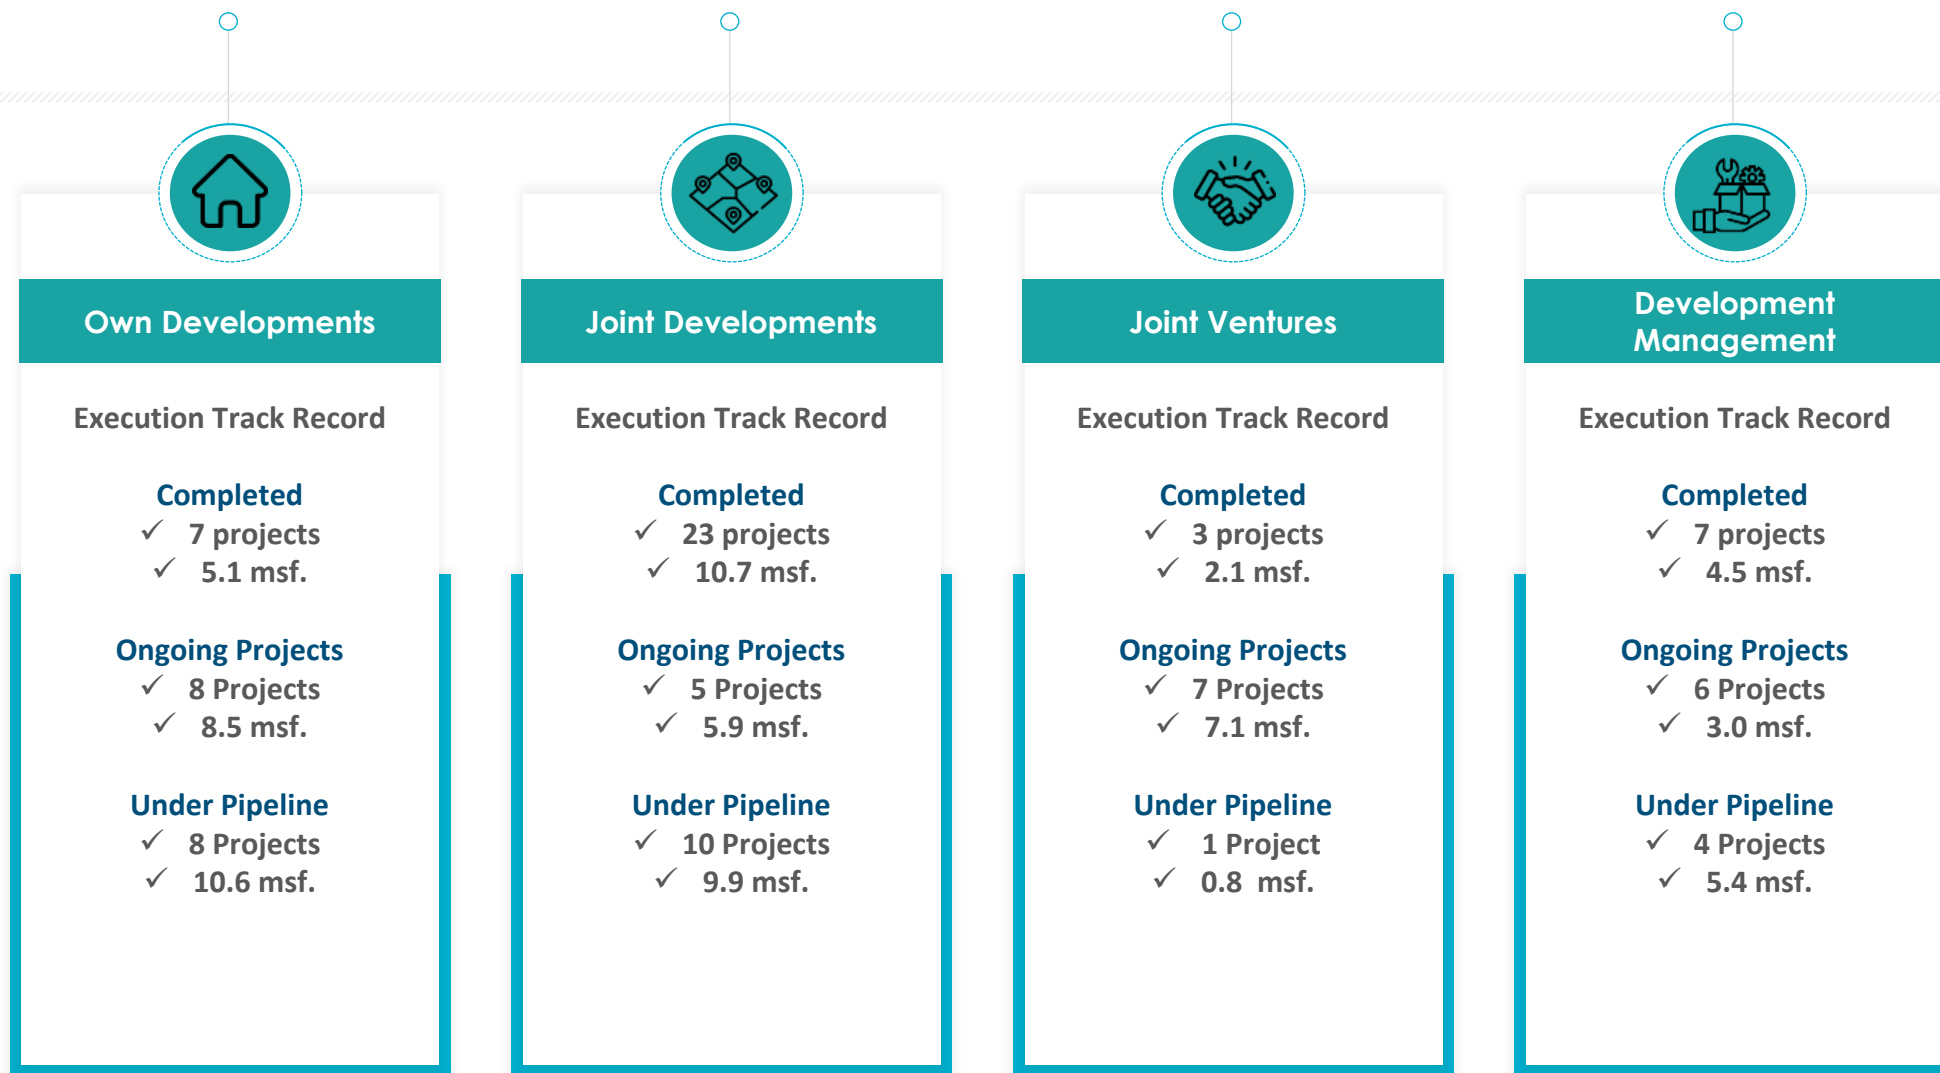 Own Developments
Execution Track Record
Completed
✓ 7 projects
✓ 5.1 msf.
Ongoing Projects
✓ 8 Projects
✓ 8.5 msf.
Under Pipeline
✓ 8 Projects
✓ 10.6 msf.
Joint Developments
Execution Track Record
Completed
✓ 23 projects
✓ 10.7 msf.
Ongoing Projects
✓ 5 Projects
✓ 5.9 msf.
Under Pipeline
✓ 10 Projects
✓ 9.9 msf.
Joint Ventures
Execution Track Record
Completed
✓ 3 projects
✓ 2.1 msf.
Ongoing Projects
✓ 7 Projects
✓ 7.1 msf.
Under Pipeline
✓ 1 Project
✓ 0.8 msf.
Development
Management
Execution Track Record
Completed
✓ 7 projects
✓ 4.5 msf.
Ongoing Projects
✓ 6 Projects
✓ 3.0 msf.
Under Pipeline
✓ 4 Projects
✓ 5.4 msf.